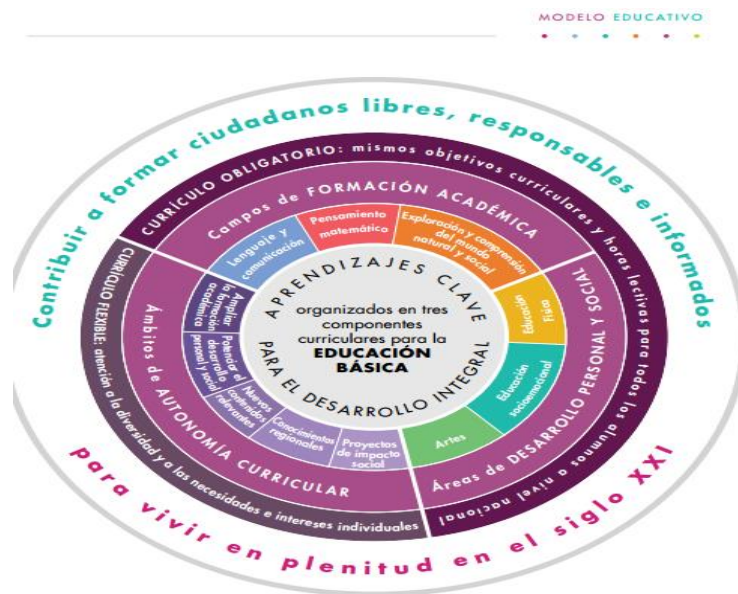 MODELO EDUCATIVO
Contribuir a formar ciudadanos libres, responsables e informados
CURRÍCULO OBLIGATORIO: mismos objetivos curriculares y horas lectivas para todos los alumnos a nivel nacional
Campos de FORMACIÓN ACADÉMICA
Lenguaje y
comunicación
Pensamiento
matemático
Exploración y comprensión
del mundo
natural y social
Áreas de DESARROLLO PERSONAL Y SOCIAL
Educación
Física
Educación
socioemocional
Artes
CURRÍCULO FLEXIBLE: atención a la diversidad y a las necesidades e intereses individuales
Ámbitos de AUTONOMÍA CURRICULAR
Ampliar
la formación
académica
Potenciar el
desarrollo
personal y social
Nuevos
contenidos
relevantes
Conocimientos
regionales
Proyectos
de impacto
social
APRENDIZAJES CLAVE
organizados en tres
componentes
curriculares para la
EDUCACIÓN
BÁSICA
PARA EL DESARROLLO INTEGRAL
para vivir en plenitud en el siglo XXI